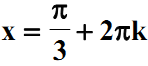 x = π/3 + 2πk